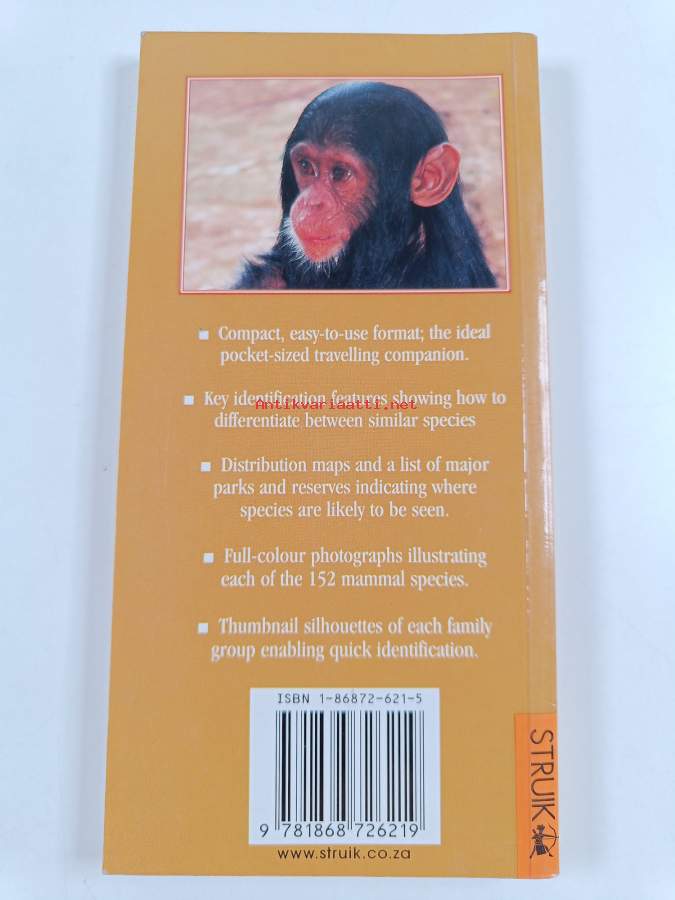 ■ Compact, easy-to-use format; the ideal
pocket-sized travelling companion.
■ Key identification features showing how to
Antikvariaatti.net
differentiate between similar species
■ Distribution maps and a list of major
parks and reserves indicating where
species are likely to be seen.
■ Full-colour photographs illustrating
each of the 152 mammal species.
■ Thumbnail silhouettes of each family
group enabling quick identification.
ISBN 1-86872-621-5
9 781868 726219
www.struik.co.za
STRUIK